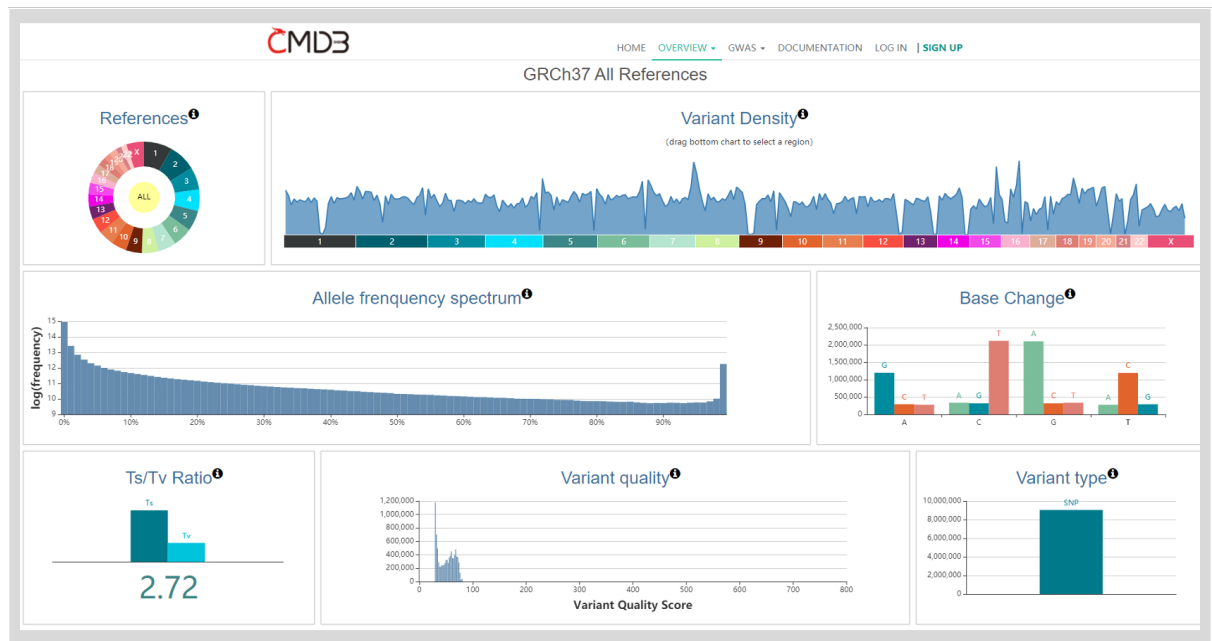 CMDB
HOME OVERVIEW GWAS DOCUMENTATION LOG IN | SIGN UP
GRCh37 All References
References
X 1 2 3 4 5 6 7 8 9 10 11 12 13 14 15 16 17 18
ALL
Variant Density
(drag bottom chart to select a region)
1 2 3 4 5 6 7 8 9 10 11 12 13 14 15 16 17 18 19 20 21 22 X
Allele frenquency spectrum
log(frequency)
15
14
13
12
11
10
9
0% 10% 20% 30% 40% 50% 60% 70% 80% 90%
Base Change
2,500,000
2,000,000
1,500,000
1,000,000
500,000
0
G C T A G T A C T A C G
A C G T
Ts/Tv Ratio
Ts
Tv
2.72
Variant quality
1,200,000
1,000,000
800,000
600,000
400,000
200,000
0
0 100 200 300 400 500 600 700 800
Variant Quality Score
Variant type
10,000,000
8,000,000
6,000,000
4,000,000
2,000,000
0
SNP